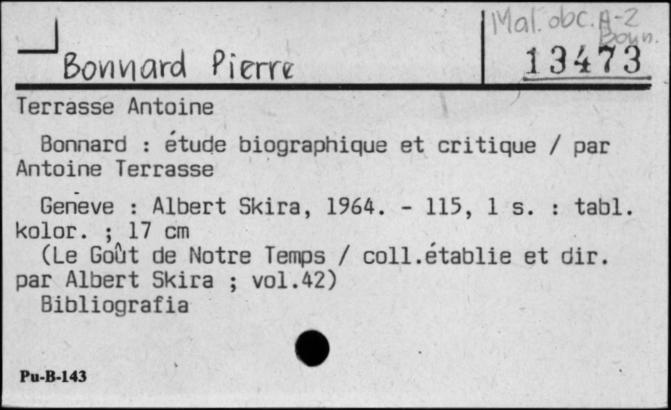 Mal. obc. A-2
Bonn.
Bonnard Pierre
13473
Terrasse Antoine
Bonnard : étude biographique et critique / par
Antoine Terrasse
Geneve : Albert Skira, 1964. - 115, 1 s. : tabl.
kolor. ; 17 cm
(Le Goût de Notre Temps / coll.établie et dir.
par Albert Skira ; vol.42)
Bibliografia
Pu-B-143